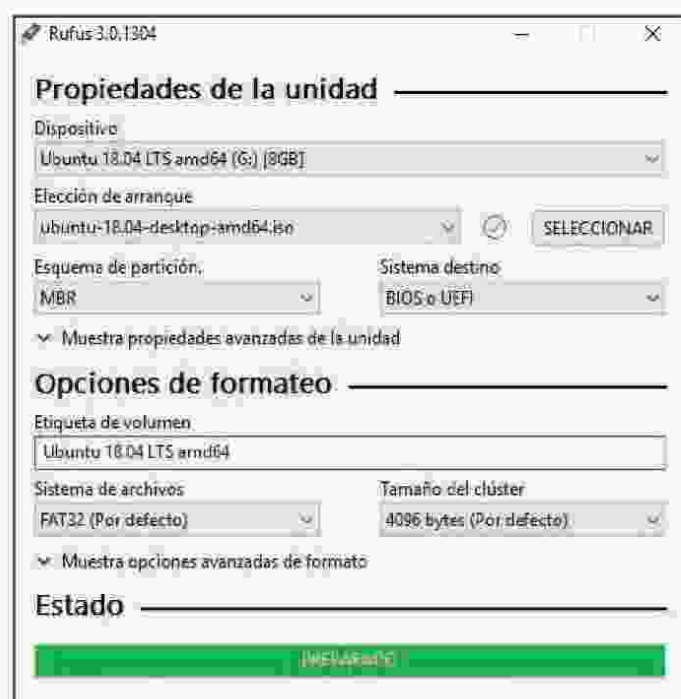 Rufus 3.0.1304
Propiedades de la unidad
Dispositivo
Ubuntu 18.04 LTS amd64 (G:) [8GB]
Elección de arranque
ubuntu-18.04-desktop-amd64.iso
SELECCIONAR
Esquema de partición.
Sistema destino
MBR
BIOS o UEFI
Muestra propiedades avanzadas de la unidad
Opciones de formateo
Etiqueta de volumen
Ubuntu 18.04 LTS amd64
Sistema de archivos
Tamaño del clúster
FAT32 (Por defecto)
4096 bytes (Por defecto)
Muestra opciones avanzadas de formato
Estado